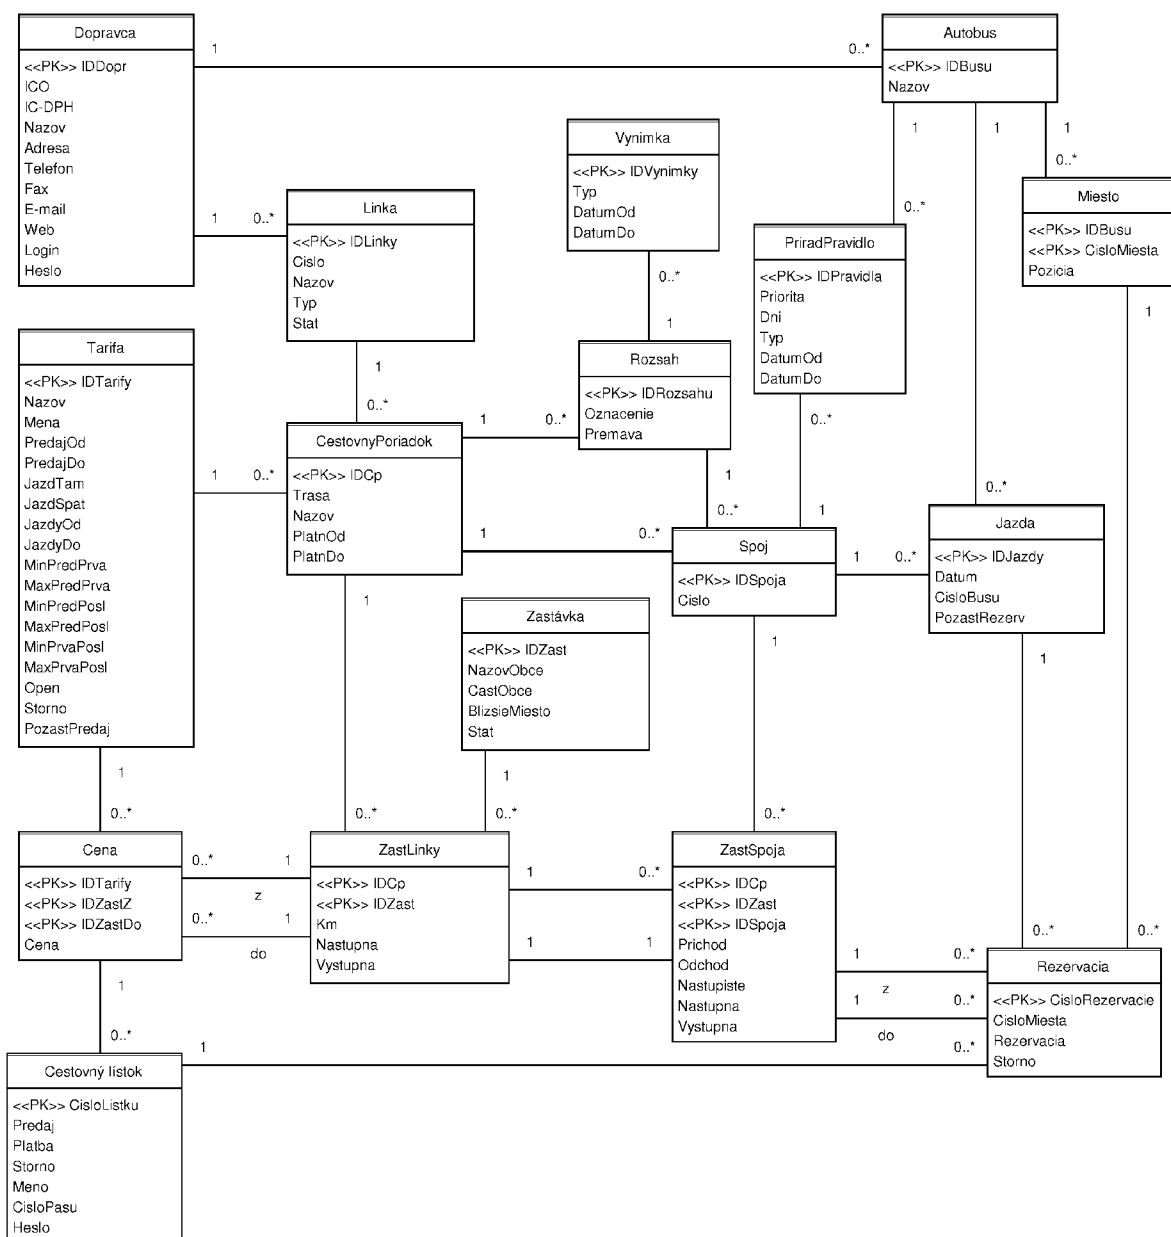 Dopravca
<<PK>> IDDopr
ICO
IC-DPH
Nazov
Adresa
Telefon
Fax
E-mail
Web
Login
Heslo
1
0..*
Autobus
<<PK>> IDBusu
Nazov
1
1
1
0..*
Miesto
<<PK>> IDBusu
<<PK>> CisloMiesta
Pozicia
1
Vynimka
<<PK>> IDVynimky
Typ
DatumOd
DatumDo
0..*
1
1
0..*
Linka
<<PK>> IDLinky
Cislo
Nazov
Typ
Stat
1
0..*
0..*
PriradPravidlo
<<PK>> IDPravidla
Priorita
Dni
Typ
DatumOd
DatumDo
0..*
1
Tarifa
<<PK>> IDTarify
Nazov
Mena
PredajOd
PredajDo
JazdTam
JazdSpat
JazdyOd
JazdyDo
MinPredPrva
MaxPredPrva
MinPredPosl
MaxPredPosl
MinPrvaPosl
MaxPrvaPosl
Open
Storno
PozastPredaj
1
0..*
1
0..*
CestovnyPoriadok
<<PK>> IDCp
Trasa
Nazov
PlatnOd
PlatnDo
1
0..*
1
0..*
1
0..*
Rozsah
<<PK>> IDRozsahu
Oznacenie
Premava
1
0..*
Spoj
<<PK>> IDSpoja
Cislo
1
0..*
1
0..*
0..*
Jazda
<<PK>> IDJazdy
Datum
CisloBusu
PozastRezerv
1
0..*
0..*
Zastávka
<<PK>> IDZast
NazovObce
CastObce
BlizsieMiesto
Stat
1
0..*
Cena
<<PK>> IDTarify
<<PK>> IDZastZ
<<PK>> IDZastDo
Cena
0..*
1
z
0..*
1
do
1
0..*
ZastLinky
<<PK>> IDCp
<<PK>> IDZast
Km
Nastupna
Vystupna
1
0..*
1
1
ZastSpoja
<<PK>> IDCp
<<PK>> IDZast
<<PK>> IDSpoja
Prichod
Odchod
Nastupiste
Nastupna
Vystupna
1
0..*
z
1
0..*
do
Rezervacia
<<PK>> CisloRezervacie
CisloMiesta
Rezervacia
Storno
1
0..*
Cestovný lístok
<<PK>> CisloListku
Predaj
Platba
Storno
Meno
CisloPasu
Heslo